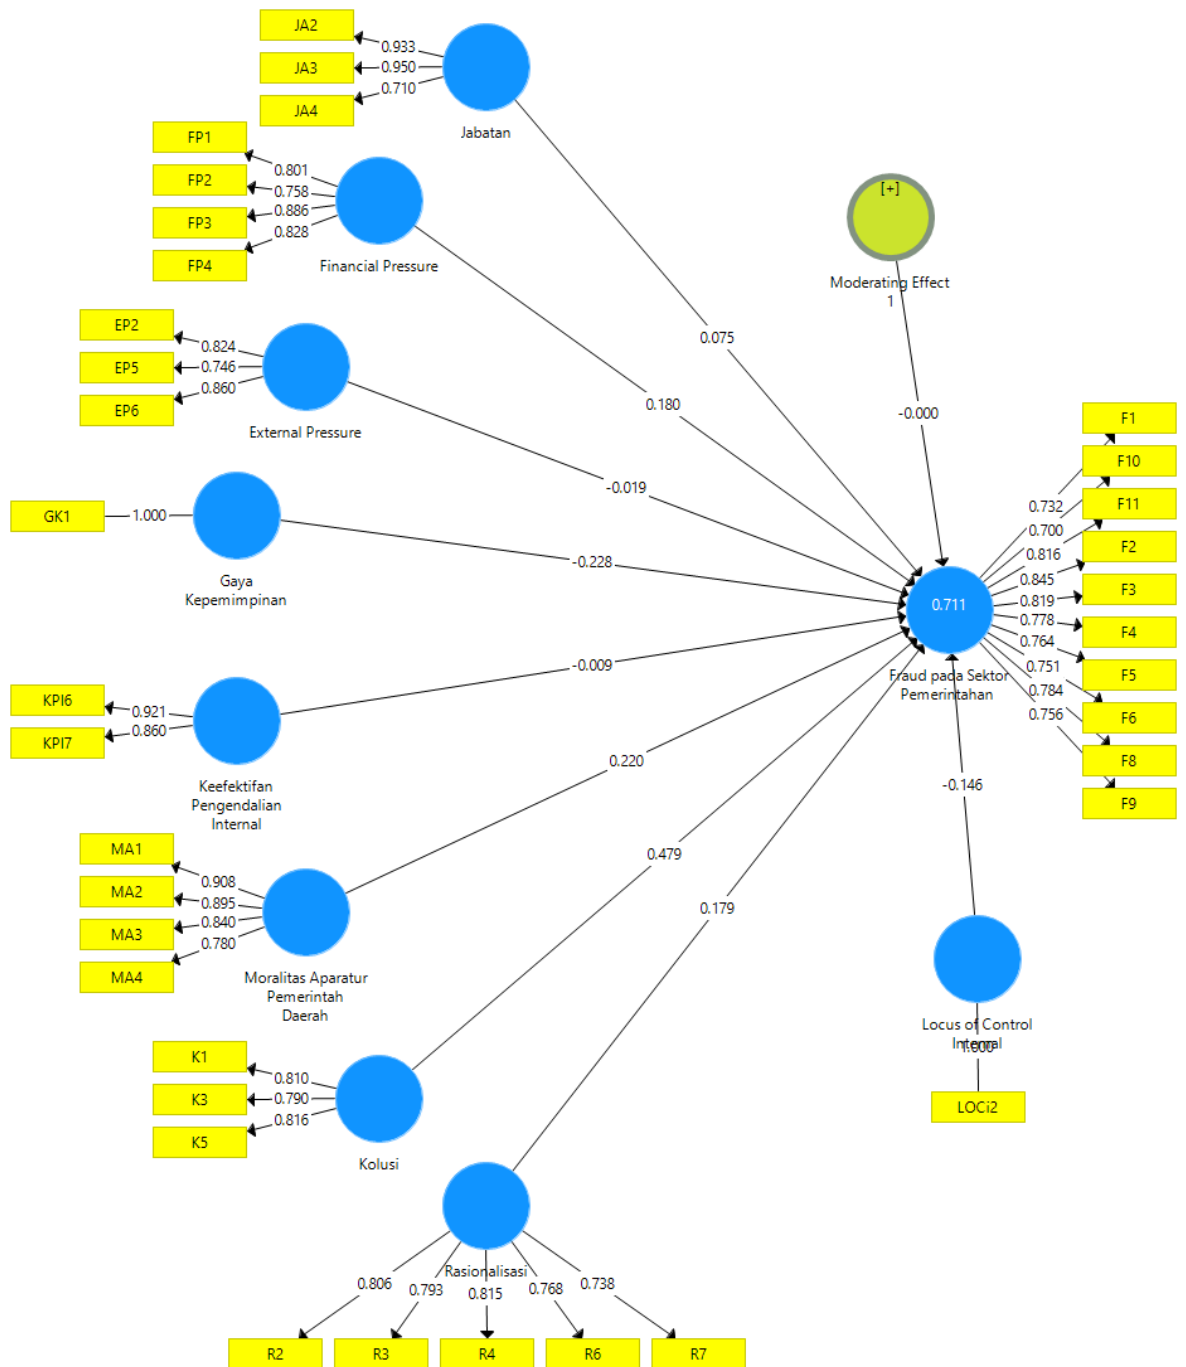 JA2
0.933
JA3
0.950
JA4
0.710
Jabatan
FP1
0.801
FP2
0.758
FP3
0.886
FP4
0.828
Financial Pressure
[+]
Moderating Effect
1
EP2
0.824
EP5
0.746
EP6
0.860
External Pressure
0.075
0.180
-0.000
-0.019
GK1
1.000
Gaya
Kepemimpinan
-0.228
KPI6
0.921
KPI7
0.860
Keefektifan
Pengendalian
Internal
-0.009
0.711
Fraud pada Sektor
Pemerintahan
F1
F10
F11
F2
F3
F4
F5
F6
F8
F9
0.732
0.700
0.816
0.845
0.819
0.778
0.764
0.751
0.784
0.756
MA1
0.908
MA2
0.895
MA3
0.840
MA4
0.780
Moralitas Aparatur
Pemerintah
Daerah
0.220
-0.146
0.479
0.179
Locus of Control
Internal
1.000
LOCi2
K1
0.810
K3
0.790
K5
0.816
Kolusi
Rasionalisasi
0.806
0.793
0.815
0.768
0.738
R2
R3
R4
R6
R7